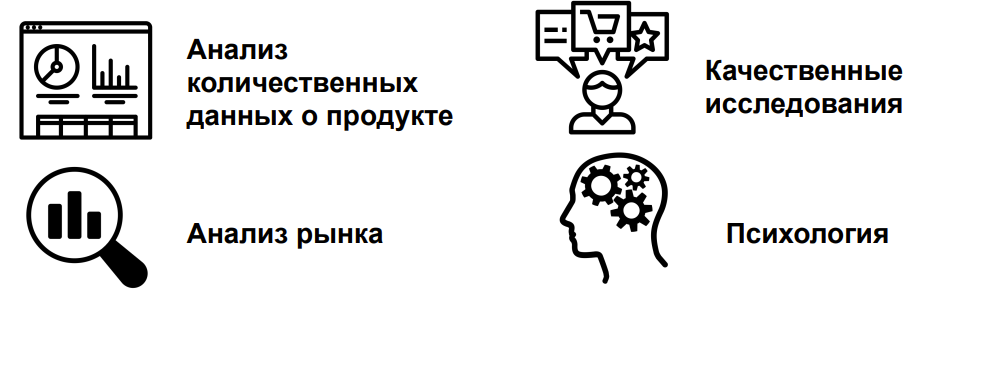 Анализ
количественных
данных о продукте
Качественные
исследования
Анализ рынка
Психология